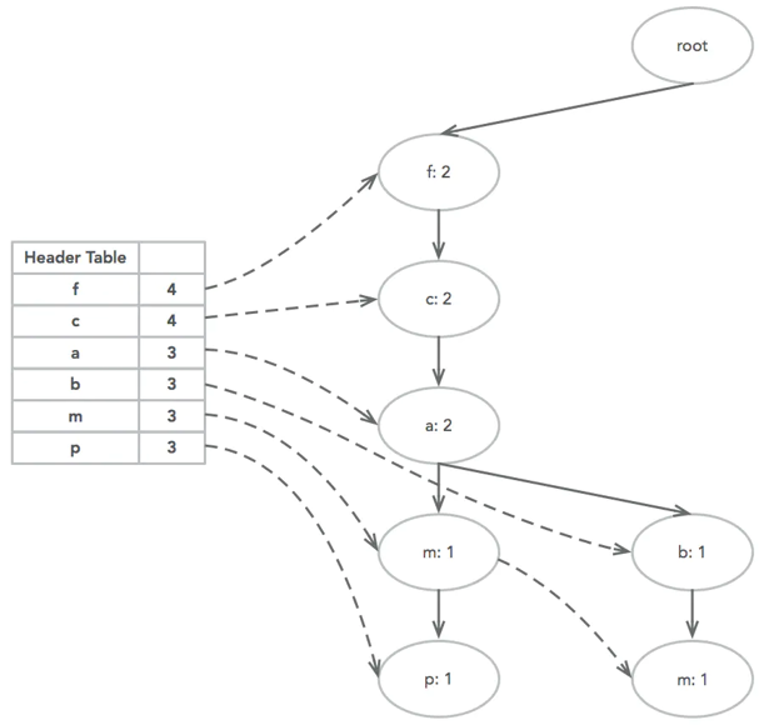 root
f: 2
Header Table
f 4
c: 2
c 4
a 3
b 3
m 3
a: 2
p 3
m: 1
b: 1
p: 1
m: 1